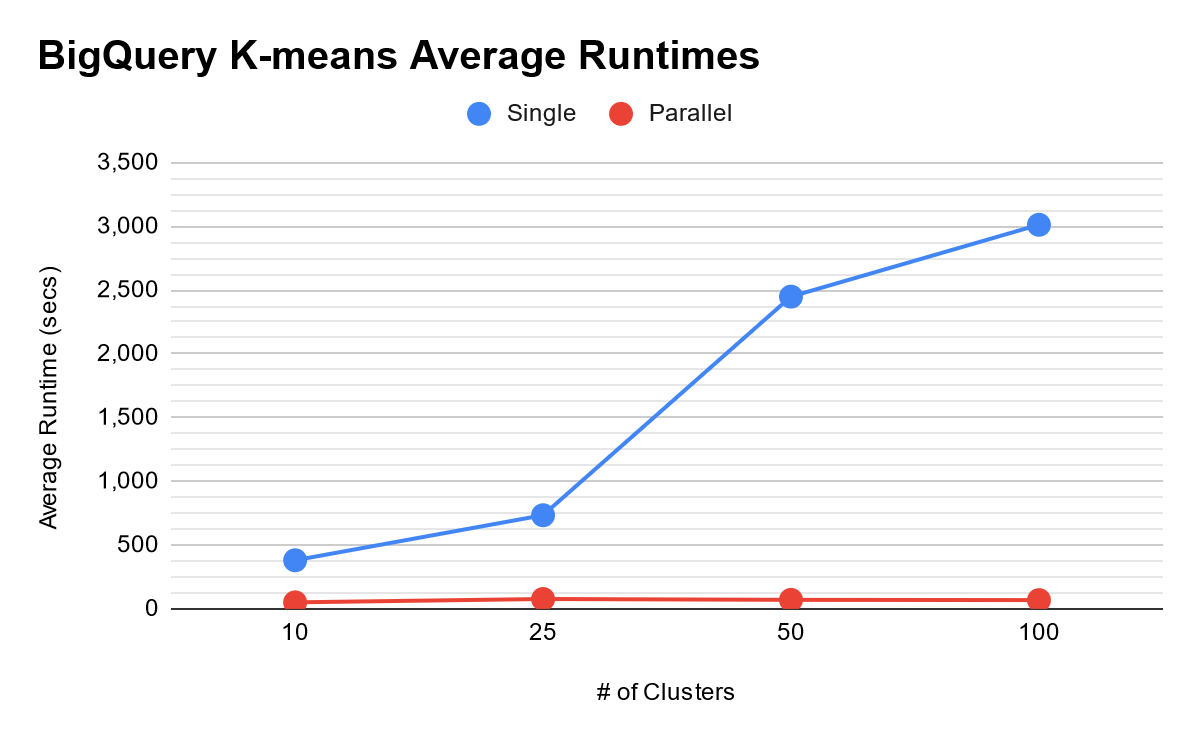 BigQuery K-means Average Runtimes
Single Parallel
3,500
3,000
2,500
2,000
1,500
1,000
500
0
Average Runtime (secs)
10 25 50 100
# of Clusters